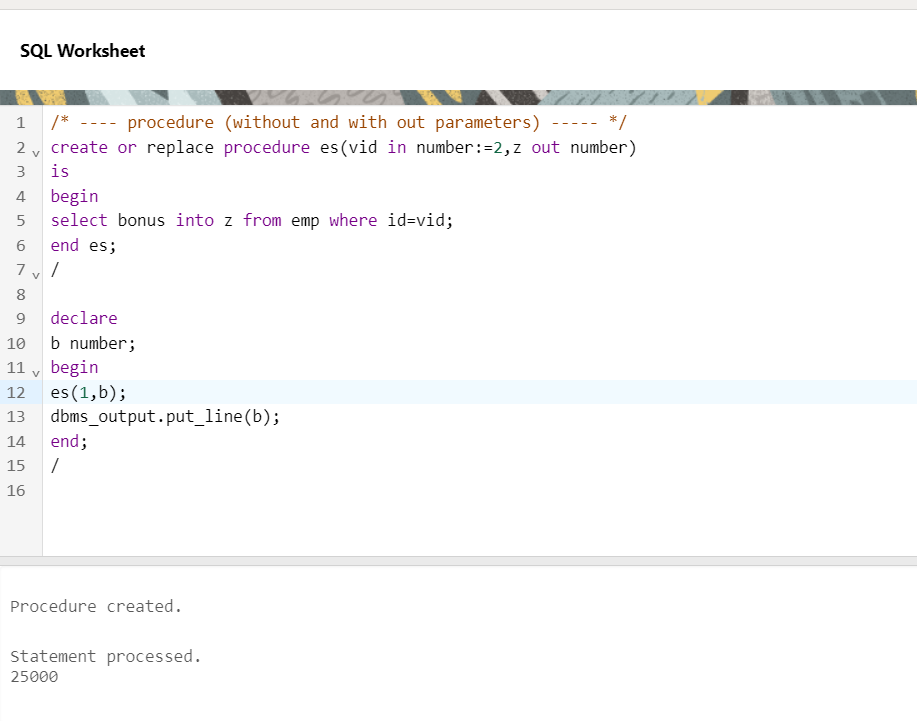 SQL Worksheet
1 /* ---- procedure (without and with out parameters) ----- */
2 create or replace procedure es(vid in number:=2,z out number)
3 is
4 begin
5 select bonus into z from emp where id=vid;
6 end es;
7 /
8
9 declare
10 b number;
11 begin
12 es(1,b);
13 dbms_output.put_line(b);
14 end;
15 /
16
Procedure created.
Statement processed.
25000